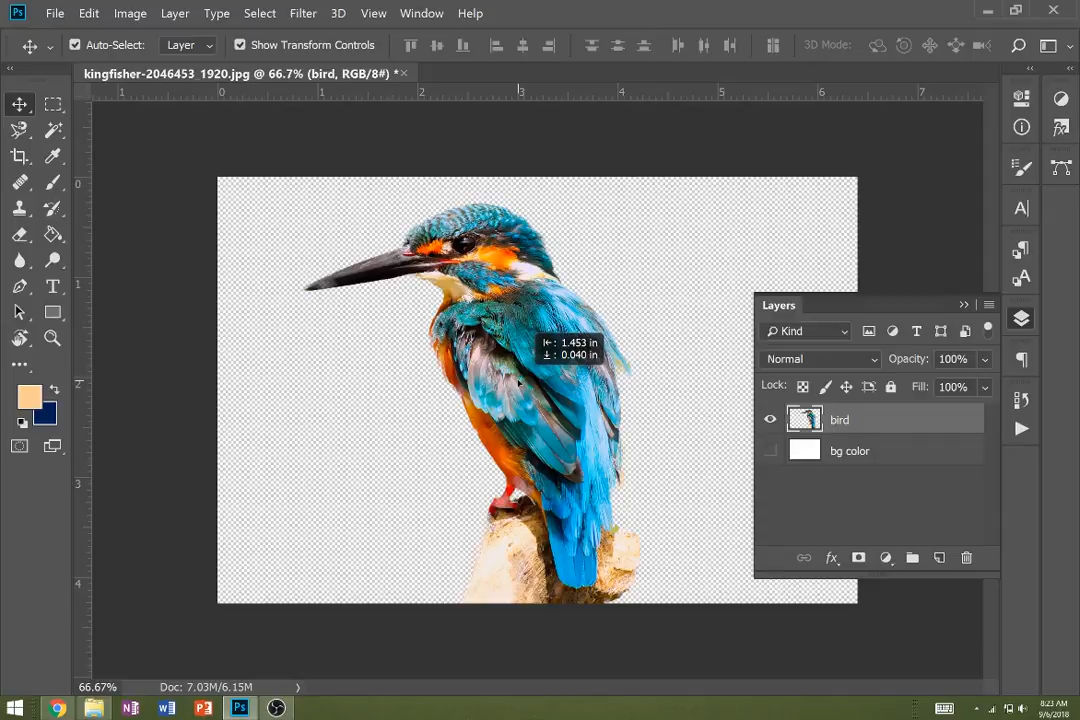 Ps File Edit Image Layer Type Select Filter 3D View Window Help
Auto-Select: Layer Show Transform Controls 3D Mode:
kingfisher-2046453_1920.jpg @ 66.7% (bird, RGB/8#) * ×
1 0 1 2 3 4 5 6 7
0
1
2
3
4
1.453 in
0.040 in
Layers
Kind
Normal Opacity: 100%
Lock: Fill: 100%
bird
bg color
fx
66.67% Doc: 7.03M/6.15M
8:23 AM
9/6/2018